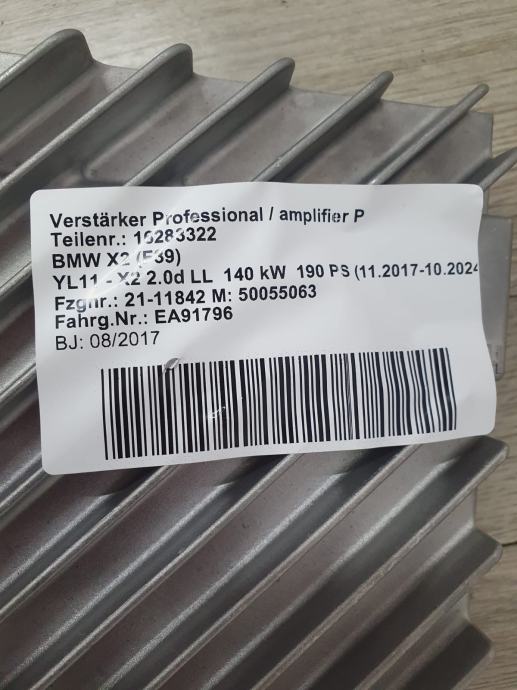 Verstärker Professional / amplifier P
Teilenr.: 16283322
BMW X2 (F39)
YL11 - X2 2.0d LL 140 kW 190 PS (11.2017-10.2024
Fzgnr.: 21-11842 M: 50055063
Fahrg.Nr.: EA91796
BJ: 08/2017